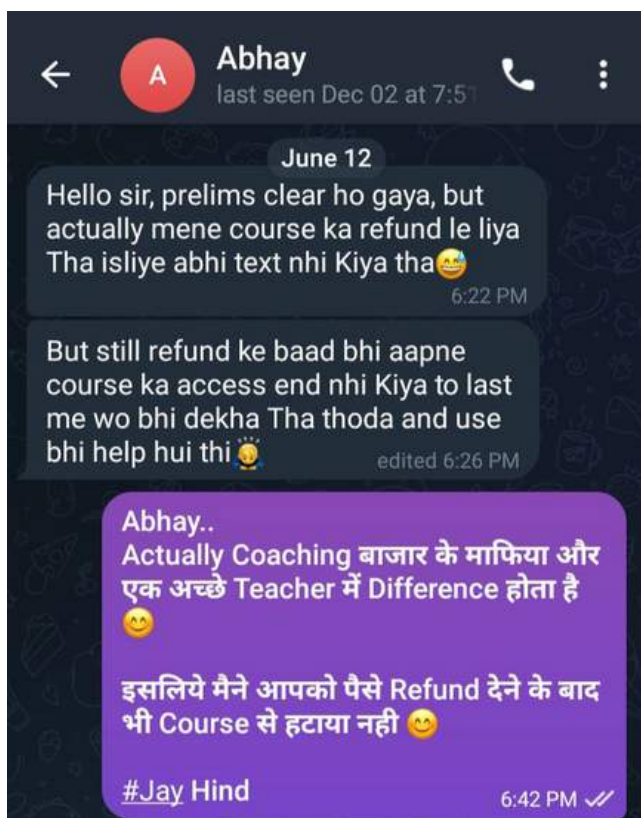 A
Abhay
last seen Dec 02 at 7:51
June 12
Hello sir, prelims clear ho gaya, but
actually mene course ka refund le liya
Tha isliye abhi text nhi Kiya tha😅
6:22 PM
But still refund ke baad bhi aapne
course ka access end nhi Kiya to last
me wo bhi dekha Tha thoda and use
bhi help hui thi🙇
edited 6:26 PM
Abhay..
Actually Coaching बाजार के माफिया और
एक अच्छे Teacher में Difference होता है
😊
इसलिये मैने आपको पैसे Refund देने के बाद
भी Course से हटाया नही 😊
#Jay Hind
6:42 PM